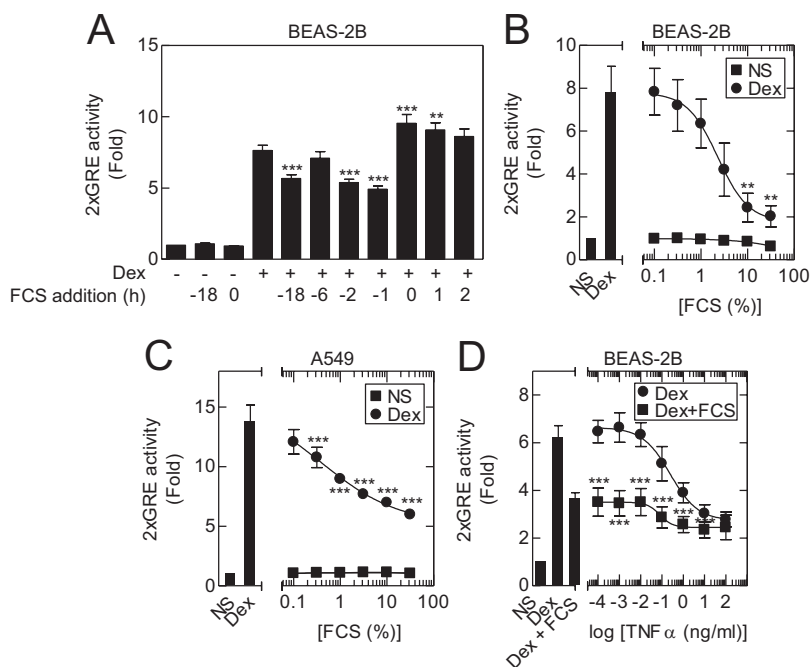 A
BEAS-2B
15
10
5
0
2xGRE activity
(Fold)
*** *** *** *** **
Dex - - - + + + + + + + +
FCS addition (h) -18 0 -18 -6 -2 -1 0 1 2
B
BEAS-2B
10
8
6
4
2
0
2xGRE activity
(Fold)
NS
Dex
** **
NS
Dex
0.1 1 10 100
[FCS (%)]
C
A549
15
10
5
0
2xGRE activity
(Fold)
NS
Dex
*** *** *** *** ***
NS
Dex
0.1 1 10 100
[FCS (%)]
D
BEAS-2B
8
6
4
2
0
2xGRE activity
(Fold)
Dex
Dex+FCS
*** *** *** *** *** ***
NS
Dex
Dex + FCS
-4 -3 -2 -1 0 1 2
log [TNFα (ng/ml)]